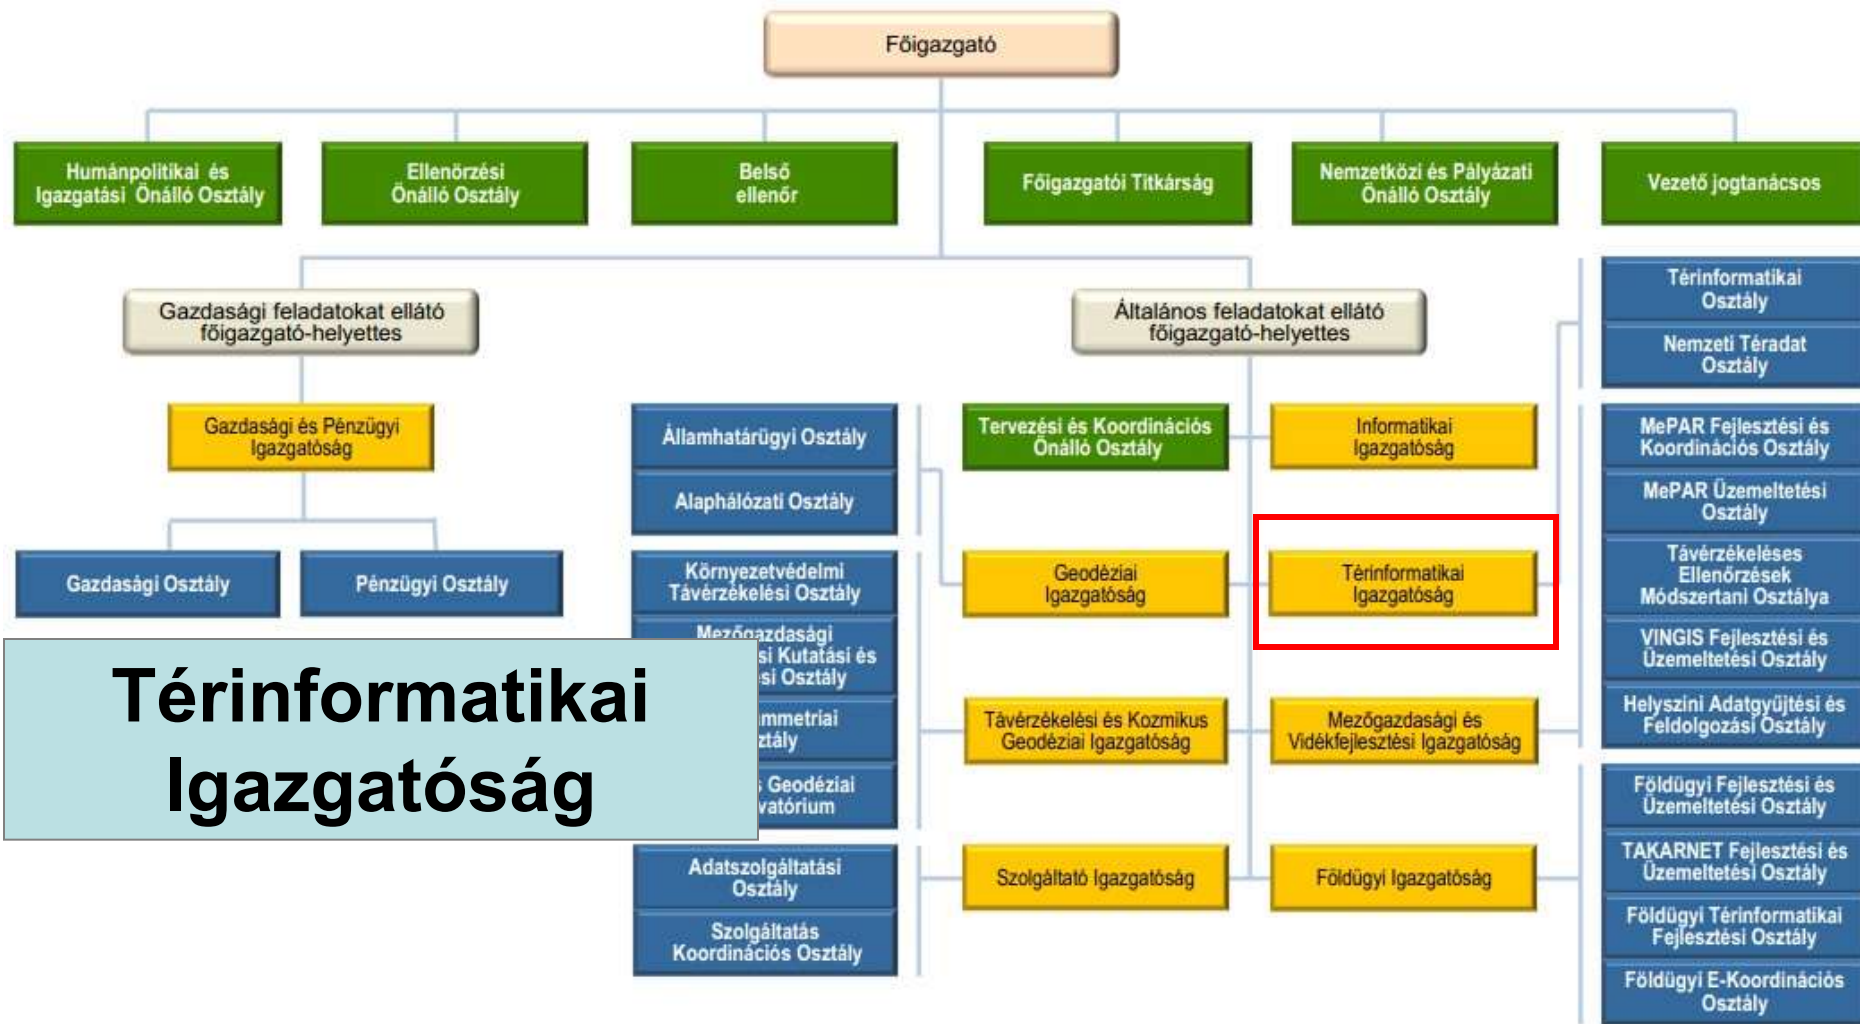 Főigazgató
Humánpolitikai és
Igazgatási Önálló Osztály
Ellenörzési
Önálló Osztály
Belső
ellenőr
Főigazgatói Titkárság
Nemzetközi és Pályázati
Önálló Osztály
Vezető jogtanácsos
Gazdasági feladatokat ellátó
főigazgató-helyettes
Általános feladatokat ellátó
főigazgató-helyettes
Térinformatikai
Osztály
Nemzeti Téradat
Osztály
Gazdasági és Pénzügyi
Igazgatóság
Gazdasági Osztály
Pénzügyi Osztály
Államhatárügyi Osztály
Alaphálózati Osztály
Tervezési és Koordinációs
Önálló Osztály
Informatikai
Igazgatóság
MePAR Fejlesztési és
Koordinációs Osztály
MePAR Üzemeltetési
Osztály
Távérzékeléses
Ellenőrzések
Módszertani Osztálya
VINGIS Fejlesztési és
Üzemeltetési Osztály
Helyszíni Adatgyűjtési és
Feldolgozási Osztály
Környezetvédelmi
Távérzékelési Osztály
Mezőgazdasági
Kutatási és
Osztály
Geodéziai
Geodéziai
Igazgatóság
Térinformatikai
Igazgatóság
Távérzékelési és Kozmikus
Geodéziai Igazgatóság
Mezőgazdasági és
Vidékfejlesztési Igazgatóság
Térinformatikai
Igazgatóság
Adatszolgáltatási
Osztály
Szolgáltatás
Koordinációs Osztály
Szolgáltató Igazgatóság
Földügyi Igazgatóság
Földügyi Fejlesztési és
Üzemeltetési Osztály
TAKARNET Fejlesztési és
Üzemeltetési Osztály
Földügyi Térinformatikai
Fejlesztési Osztály
Földügyi E-Koordinációs
Osztály